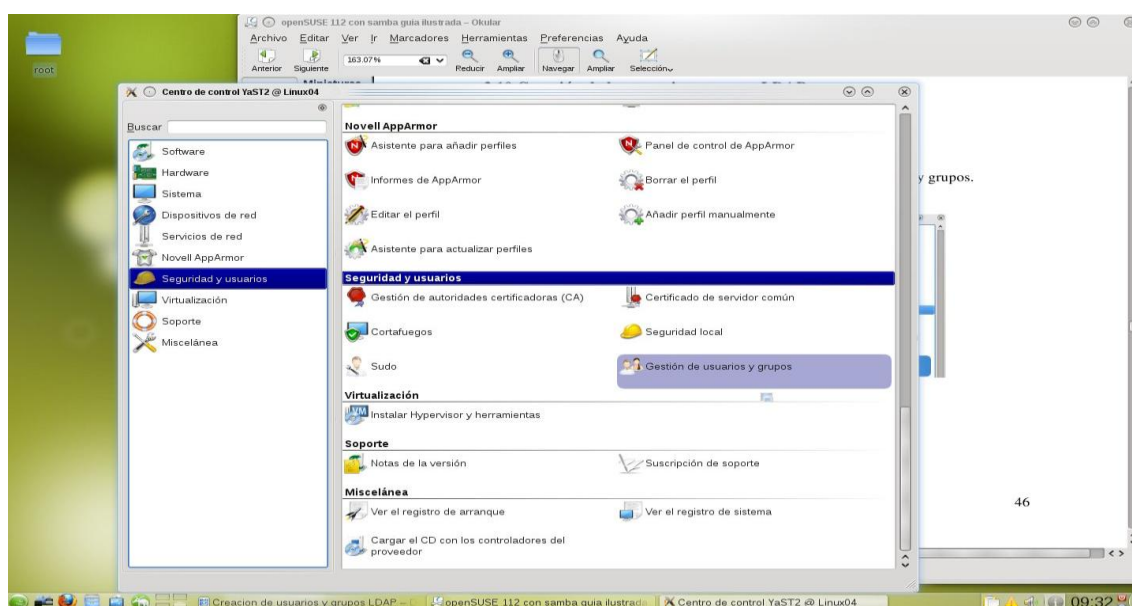 root
openSUSE 112 con samba guia ilustrada – Okular
Archivo Editar Ver Ir Marcadores Herramientas Preferencias Ayuda
163.07%
Anterior Siguiente Reducir Ampliar Navegar Ampliar Selección
Centro de control YaST2 @ Linux04
Buscar
Software
Hardware
Sistema
Dispositivos de red
Servicios de red
Novell AppArmor
Seguridad y usuarios
Virtualización
Soporte
Miscelánea
Novell AppArmor
Asistente para añadir perfiles
Panel de control de AppArmor
Informes de AppArmor
Borrar el perfil
Editar el perfil
Añadir perfil manualmente
Asistente para actualizar perfiles
Seguridad y usuarios
Gestión de autoridades certificadoras (CA)
Certificado de servidor común
Cortafuegos
Seguridad local
Sudo
Gestión de usuarios y grupos
Virtualización
VM
Instalar Hypervisor y herramientas
Soporte
Notas de la versión
Suscripción de soporte
Miscelánea
Ver el registro de arranque
Ver el registro de sistema
Cargar el CD con los controladores del
proveedor
y grupos.
46
Creacion de usuarios y grupos LDAP –
openSUSE 112 con samba guia ilustrada
Centro de control YaST2 @ Linux04
09:32